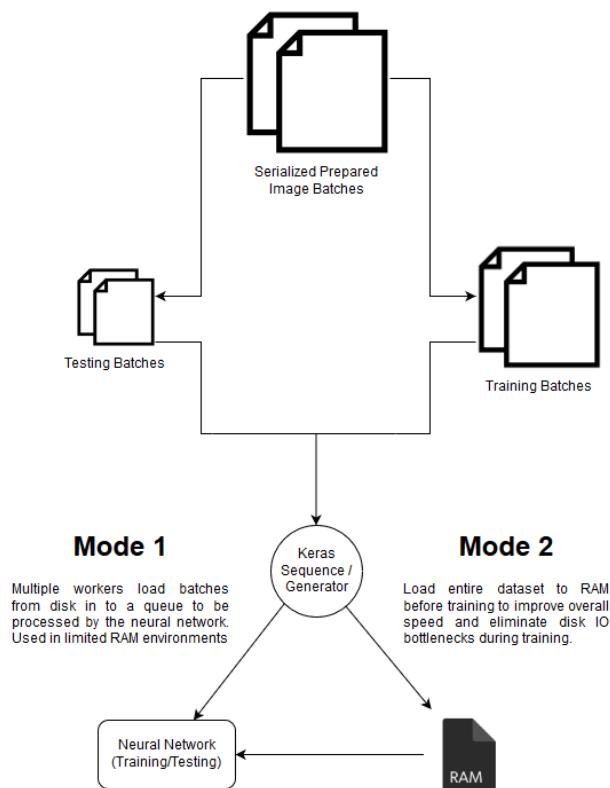 Serialized Prepared
Image Batches
Testing Batches
Training Batches
Mode 1
Multiple workers load batches
from disk in to a queue to be
processed by the neural network.
Used in limited RAM environments
Keras
Sequence /
Generator
Mode 2
Load entire dataset to RAM
before training to improve overall
speed and eliminate disk IO
bottlenecks during training.
Neural Network
(Training/Testing)
RAM